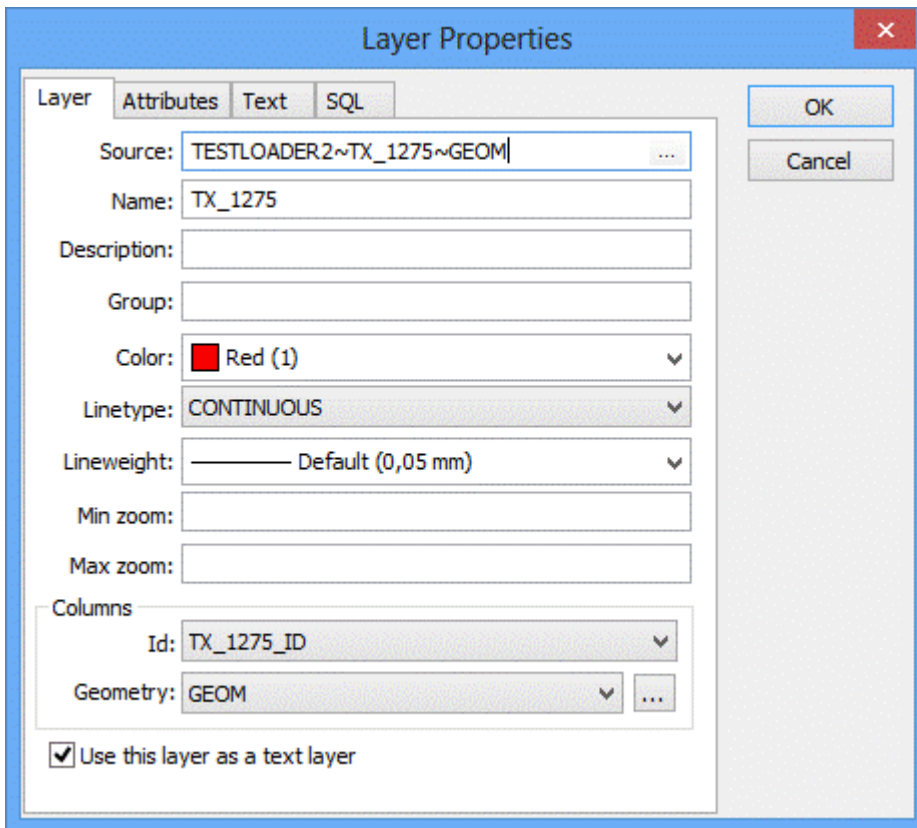 Layer Properties
Layer Attributes Text SQL
OK
Cancel
Source: TESTLOADER2~TX_1275~GEOM ...
Name: TX_1275
Description:
Group:
Color: Red (1)
Linetype: CONTINUOUS
Lineweight: Default (0,05 mm)
Min zoom:
Max zoom:
Columns
Id: TX_1275_ID
Geometry: GEOM ...
Use this layer as a text layer